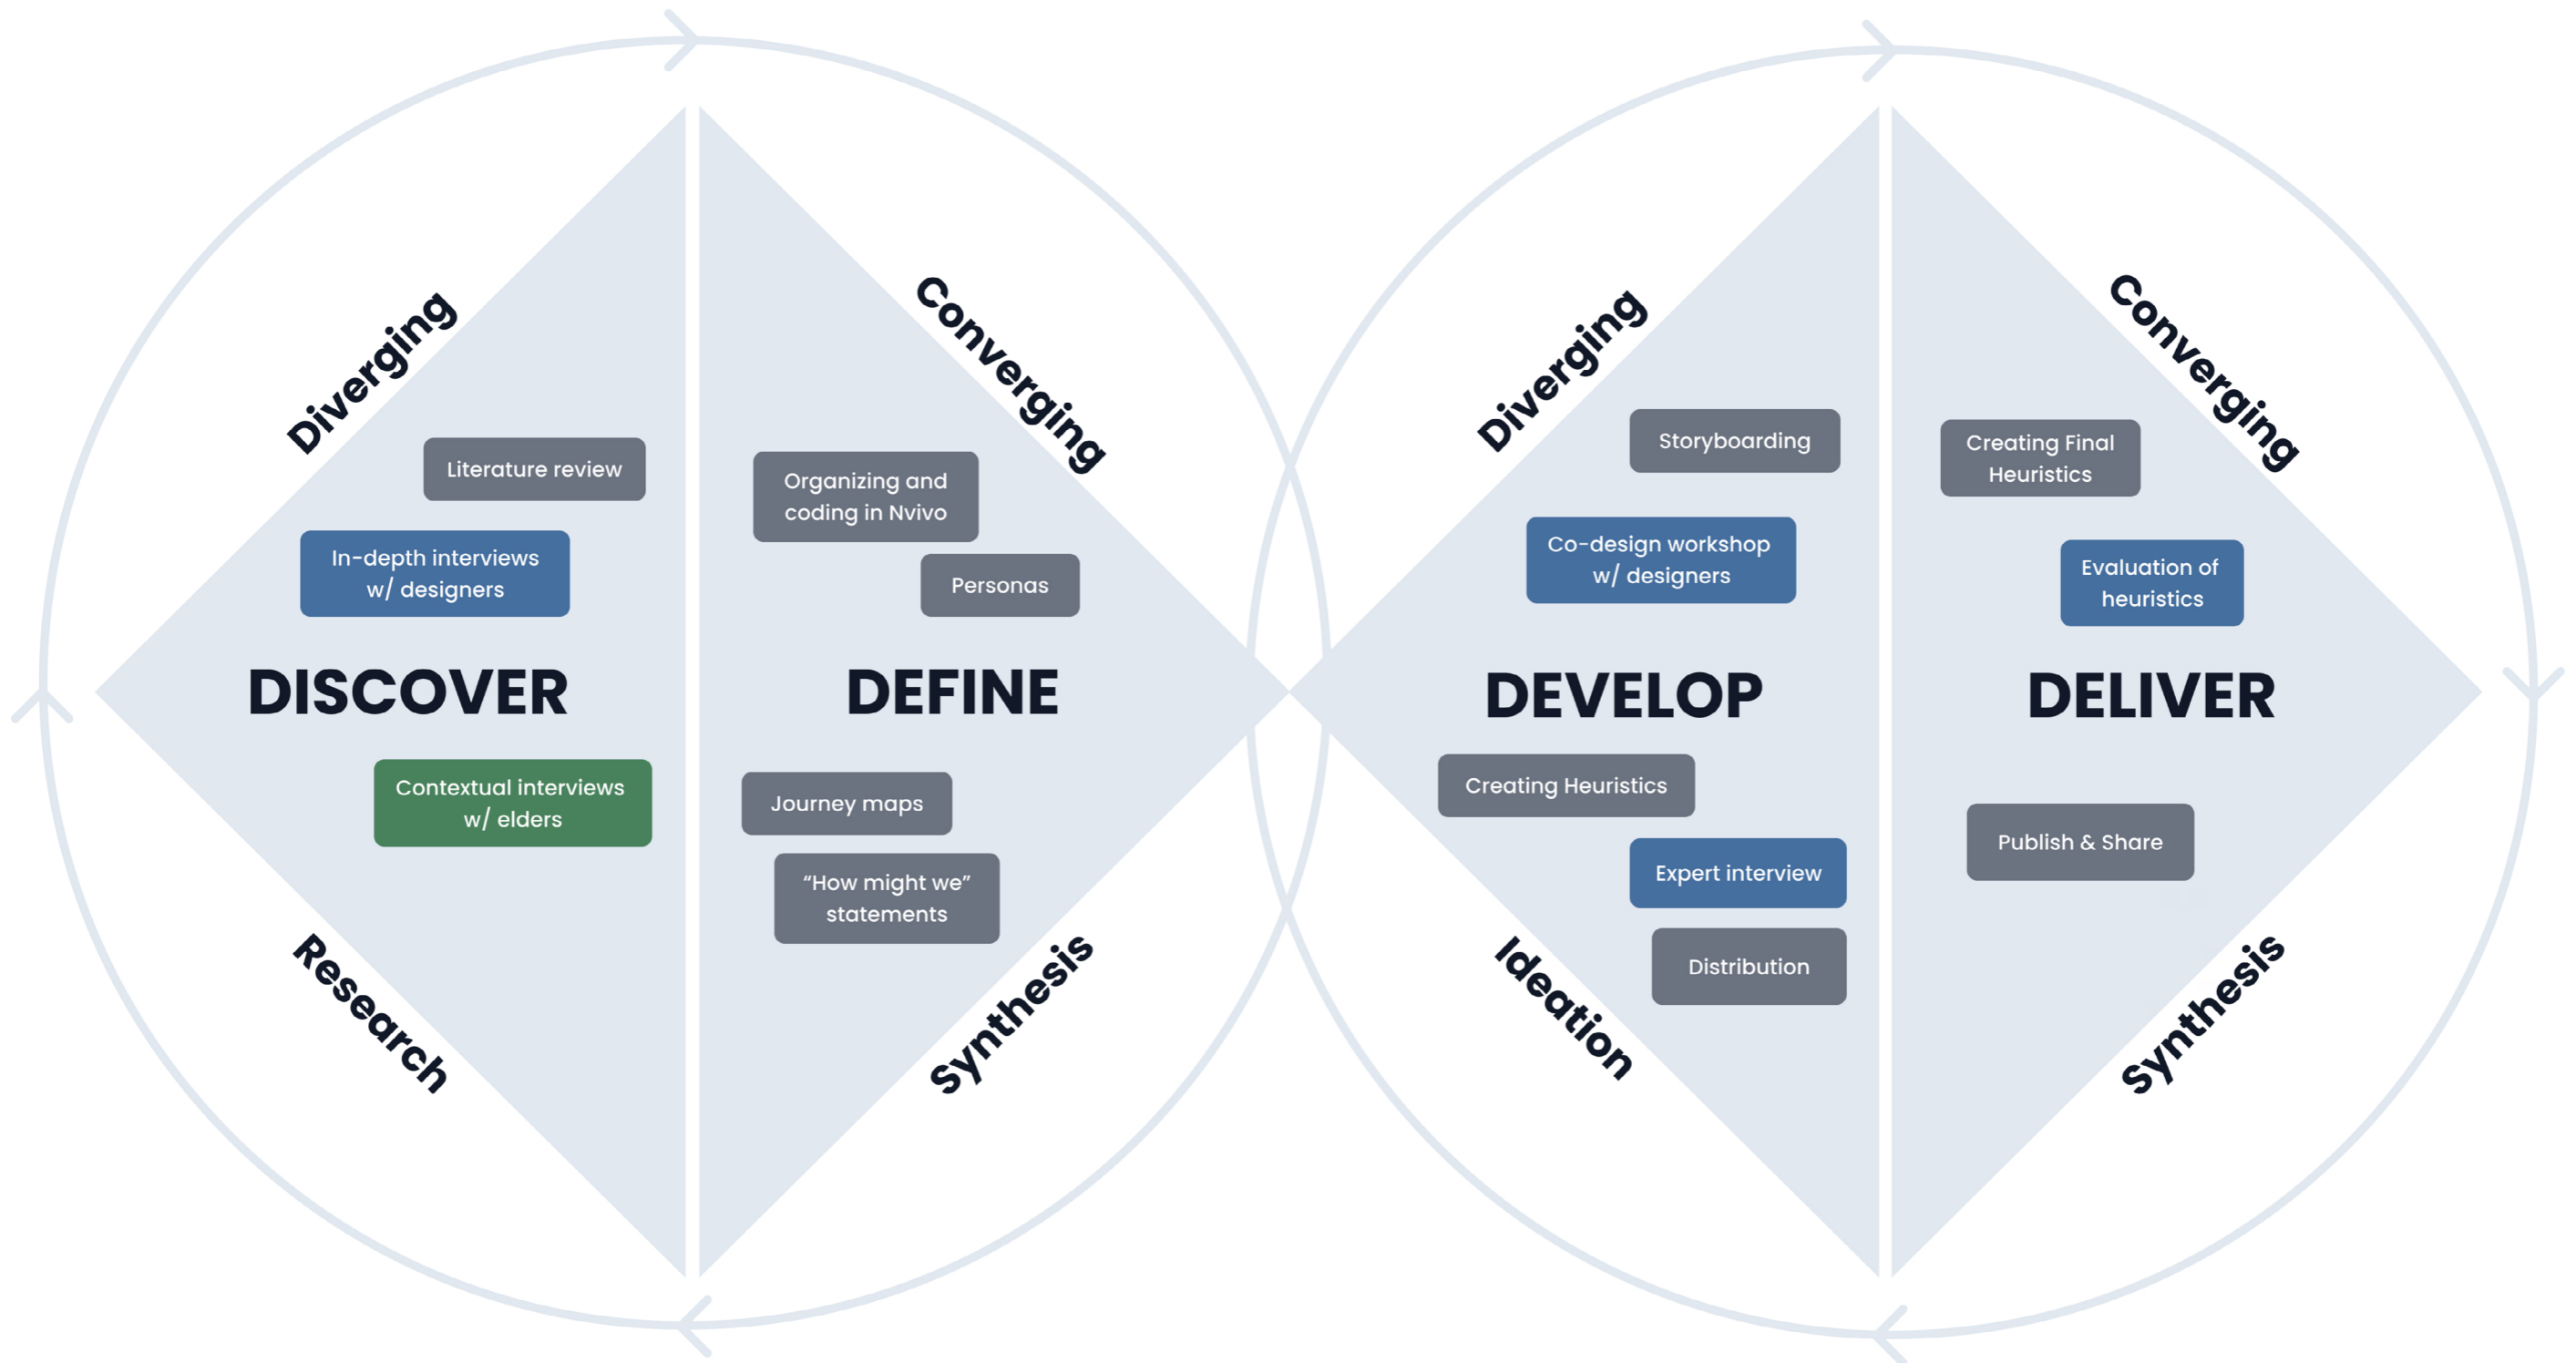 Diverging
Literature review
In-depth interviews
w/ designers
DISCOVER
Contextual interviews
w/ elders
Research
Converging
Organizing and
coding in Nvivo
Personas
DEFINE
Journey maps
“How might we”
statements
Synthesis
Diverging
Storyboarding
Co-design workshop
w/ designers
DEVELOP
Creating Heuristics
Expert interview
Distribution
Ideation
Converging
Creating Final
Heuristics
Evaluation of
heuristics
DELIVER
Publish & Share
Synthesis